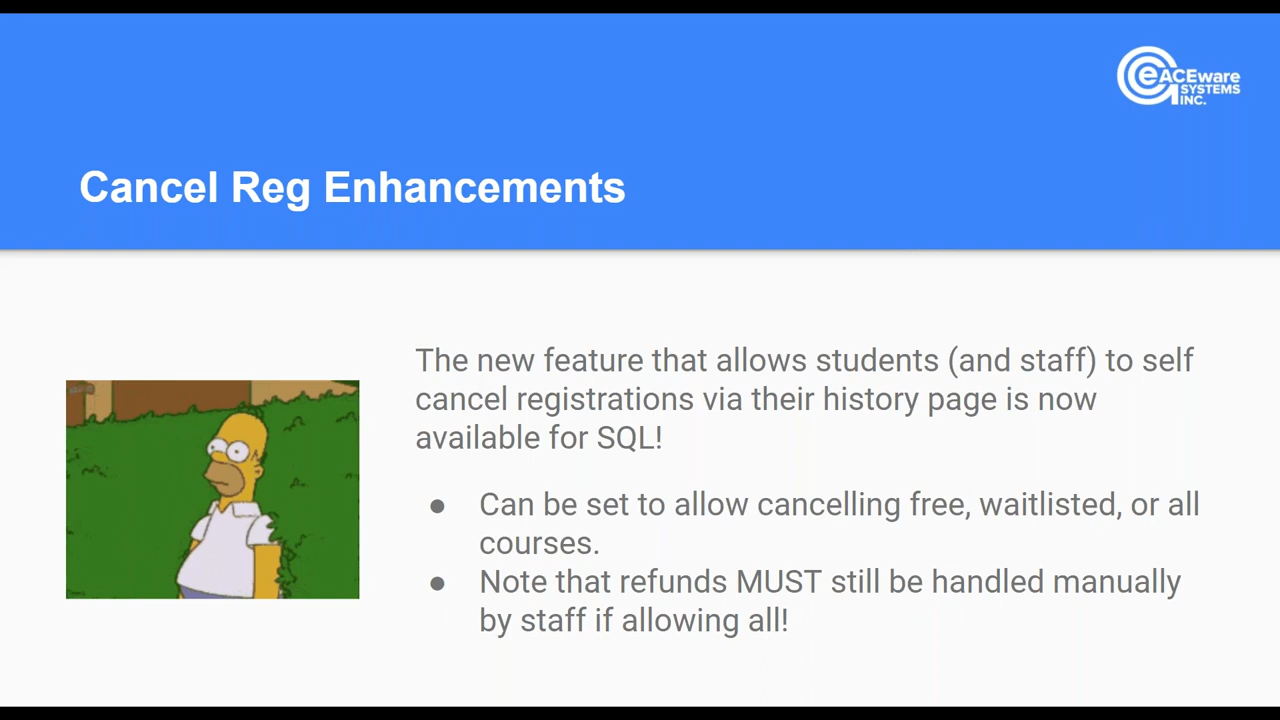 eACEware
SYSTEMS
INC.
Cancel Reg Enhancements
The new feature that allows students (and staff) to self
cancel registrations via their history page is now
available for SQL!
● Can be set to allow cancelling free, waitlisted, or all
courses.
● Note that refunds MUST still be handled manually
by staff if allowing all!